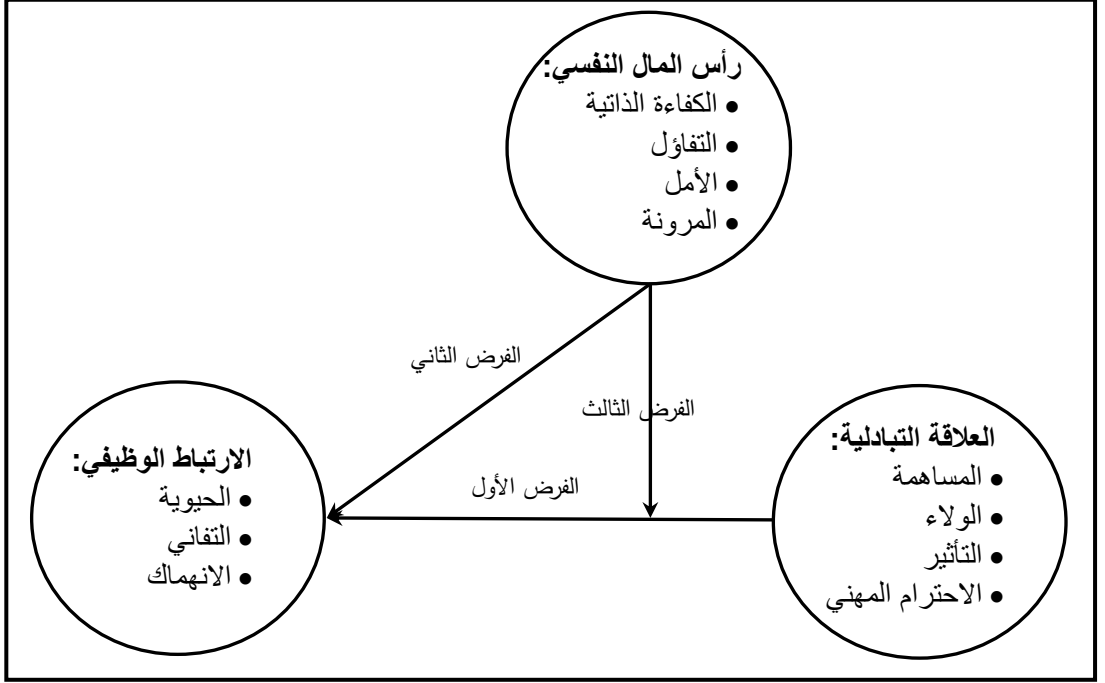 رأس المال النفسي:
● الكفاءة الذاتية
● التفاؤل
● الأمل
● المرونة
الفرض الثاني
الفرض الثالث
العلاقة التبادلية:
● المساهمة
● الولاء
● التأثير
● الاحترام المهني
الفرض الأول
الارتباط الوظيفي:
● الحيوية
● التفاني
● الانهماك